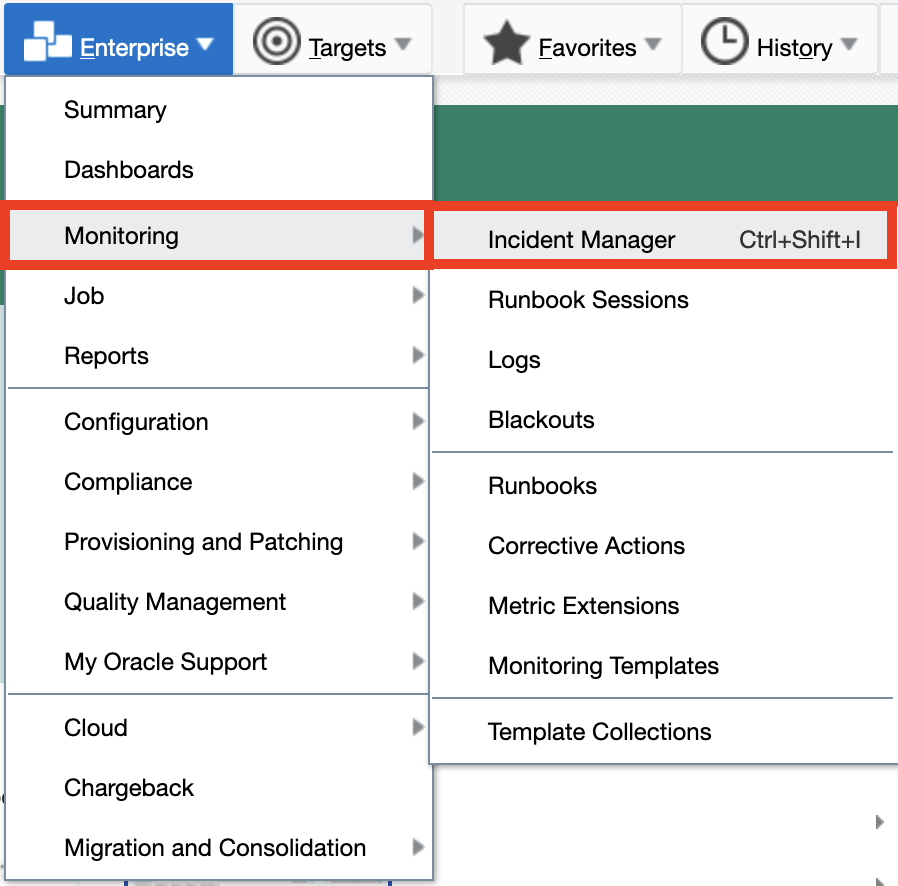 Enterprise
Targets
Favorites
History
Summary
Dashboards
Monitoring
Job
Reports
Configuration
Compliance
Provisioning and Patching
Quality Management
My Oracle Support
Cloud
Chargeback
Migration and Consolidation
Incident Manager Ctrl+Shift+I
Runbook Sessions
Logs
Blackouts
Runbooks
Corrective Actions
Metric Extensions
Monitoring Templates
Template Collections